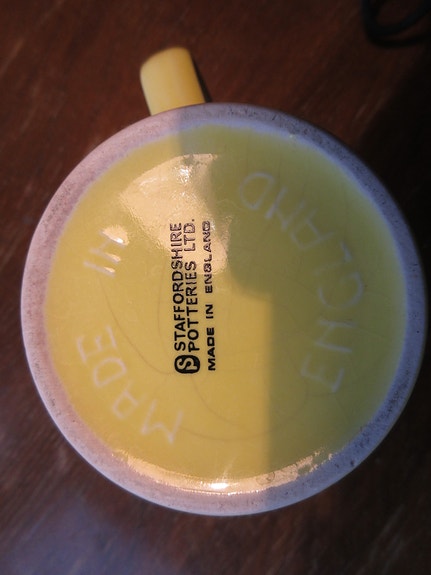 STAFFORDSHIRE
POTTERIES LTD.
MADE IN ENGLAND
MADE IN
ENGLAND